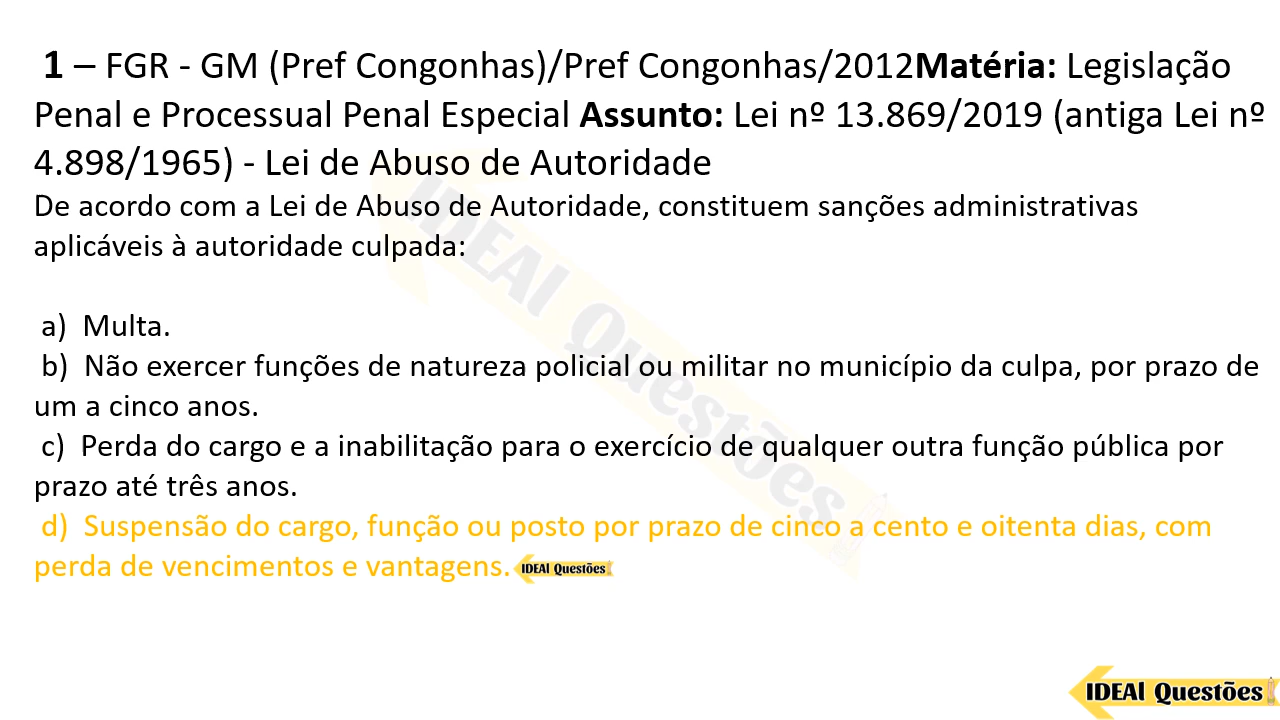 1 – FGR - GM (Pref Congonhas)/Pref Congonhas/2012Matéria: Legislação
Penal e Processual Penal Especial Assunto: Lei nº 13.869/2019 (antiga Lei nº
4.898/1965) - Lei de Abuso de Autoridade
De acordo com a Lei de Abuso de Autoridade, constituem sanções administrativas
aplicáveis à autoridade culpada:
a) Multa.
b) Não exercer funções de natureza policial ou militar no município da culpa, por prazo de
um a cinco anos.
c) Perda do cargo e a inabilitação para o exercício de qualquer outra função pública por
prazo até três anos.
d) Suspensão do cargo, função ou posto por prazo de cinco a cento e oitenta dias, com
perda de vencimentos e vantagens. IDEAl Questões
IDEAl Questões
IDEAl Questões